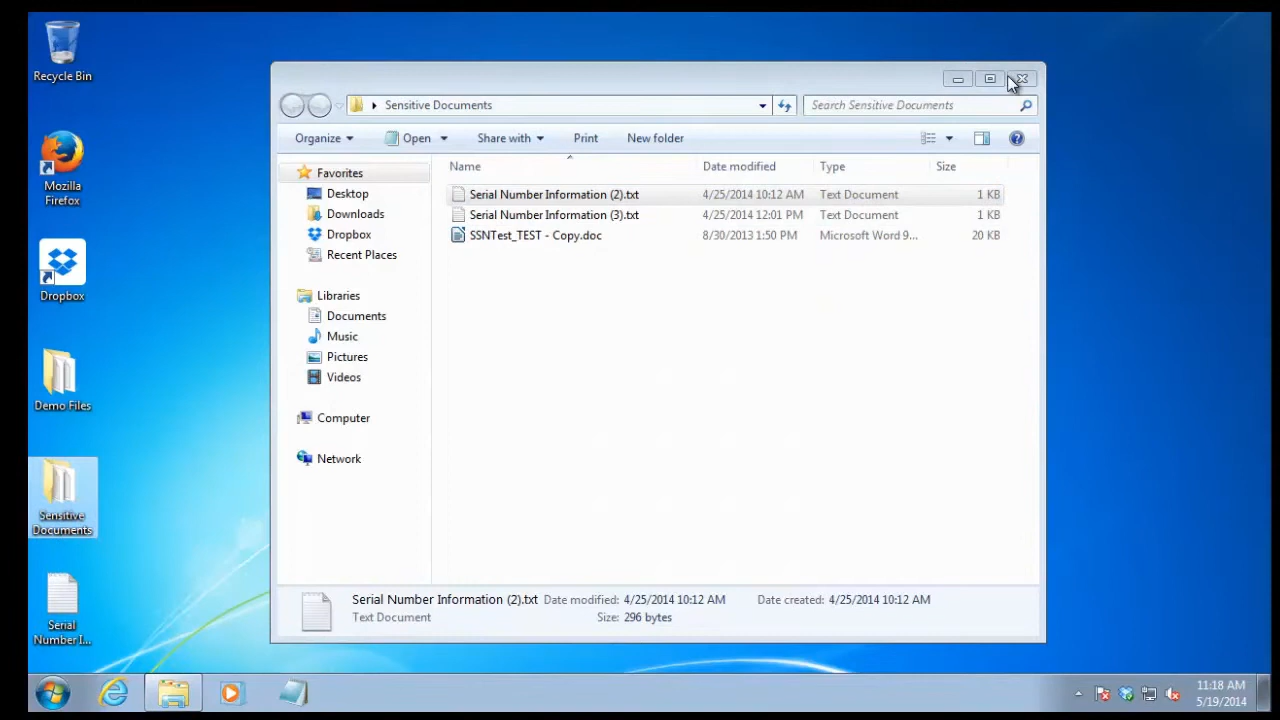 Recycle Bin
Mozilla
Firefox
Dropbox
Demo Files
Sensitive
Documents
Serial
Number I...
Sensitive Documents
Search Sensitive Documents
Organize Open Share with Print New folder
Name Date modified Type Size
Favorites
Desktop
Downloads
Dropbox
Recent Places
Libraries
Documents
Music
Pictures
Videos
Computer
Network
Serial Number Information (2).txt 4/25/2014 10:12 AM Text Document 1 KB
Serial Number Information (3).txt 4/25/2014 12:01 PM Text Document 1 KB
SSNTest_TEST - Copy.doc 8/30/2013 1:50 PM Microsoft Word 9... 20 KB
Serial Number Information (2).txt Date modified: 4/25/2014 10:12 AM Date created: 4/25/2014 10:12 AM
Text Document Size: 296 bytes
11:18 AM
5/19/2014